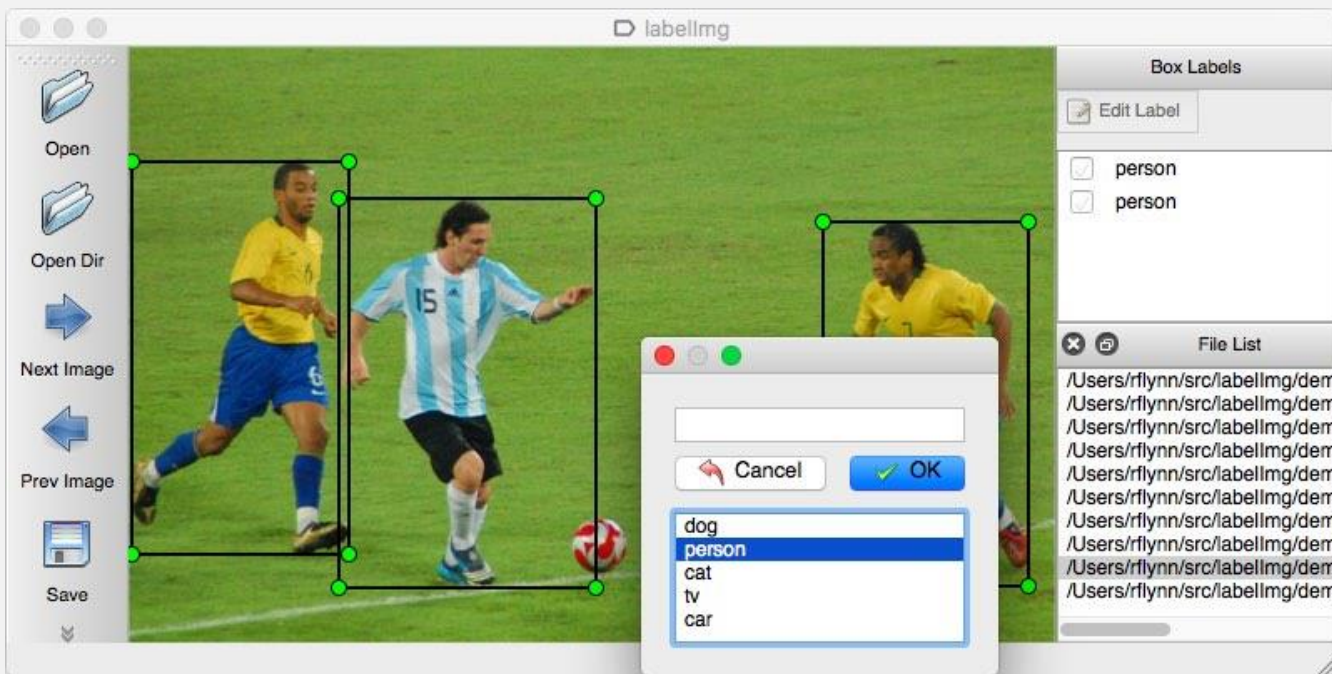 labelImg
Open
Open Dir
Next Image
Prev Image
Save
15
6
Box Labels
Edit Label
person
person
File List
/Users/rflynn/src/labelImg/dem
/Users/rflynn/src/labelImg/dem
/Users/rflynn/src/labelImg/dem
/Users/rflynn/src/labelImg/dem
/Users/rflynn/src/labelImg/dem
/Users/rflynn/src/labelImg/dem
/Users/rflynn/src/labelImg/dem
/Users/rflynn/src/labelImg/dem
/Users/rflynn/src/labelImg/dem
/Users/rflynn/src/labelImg/dem
Cancel
OK
dog
person
cat
tv
car